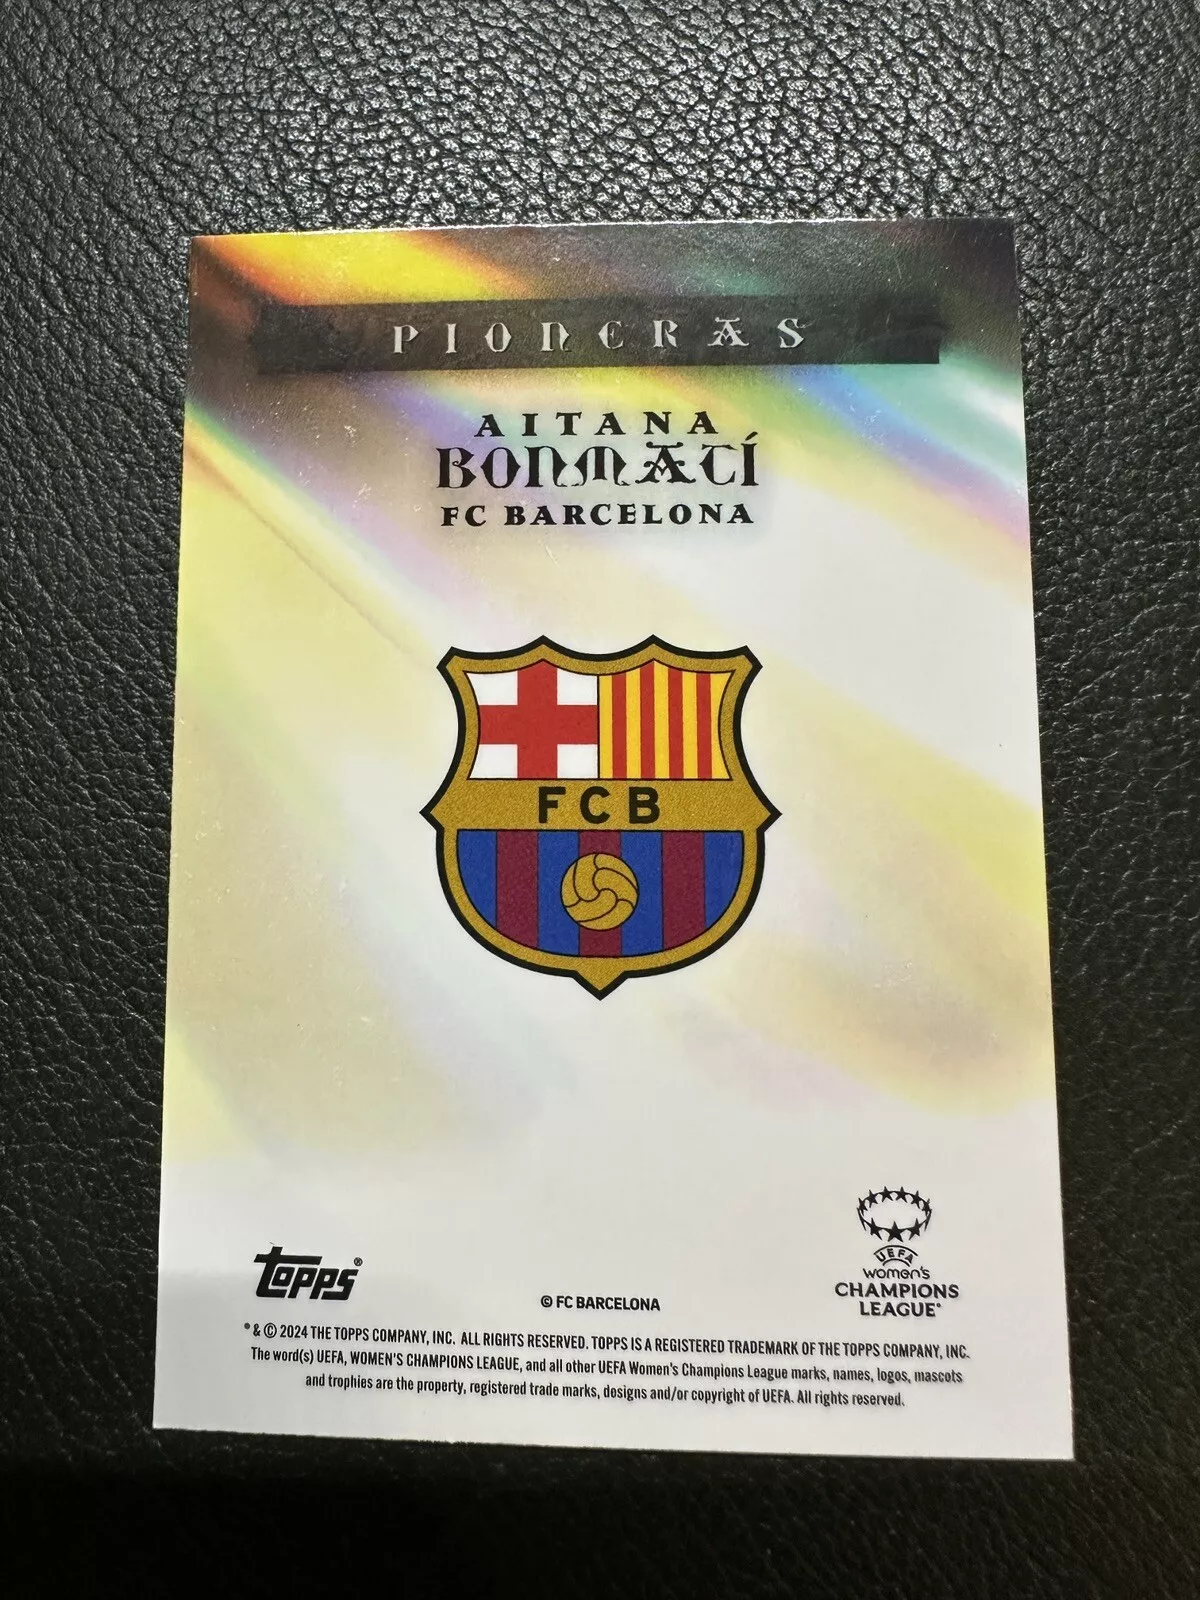 PIONERAS
AITANA
BONMATÍ
FC BARCELONA
FCB
topps®
UEFA
women's
CHAMPIONS
LEAGUE®
© FC BARCELONA
® & © 2024 THE TOPPS COMPANY, INC. ALL RIGHTS RESERVED. TOPPS IS A REGISTERED TRADEMARK OF THE TOPPS COMPANY, INC.
The word(s) UEFA, WOMEN'S CHAMPIONS LEAGUE, and all other UEFA Women's Champions League marks, names, logos, mascots
and trophies are the property, registered trade marks, designs and/or copyright of UEFA. All rights reserved.